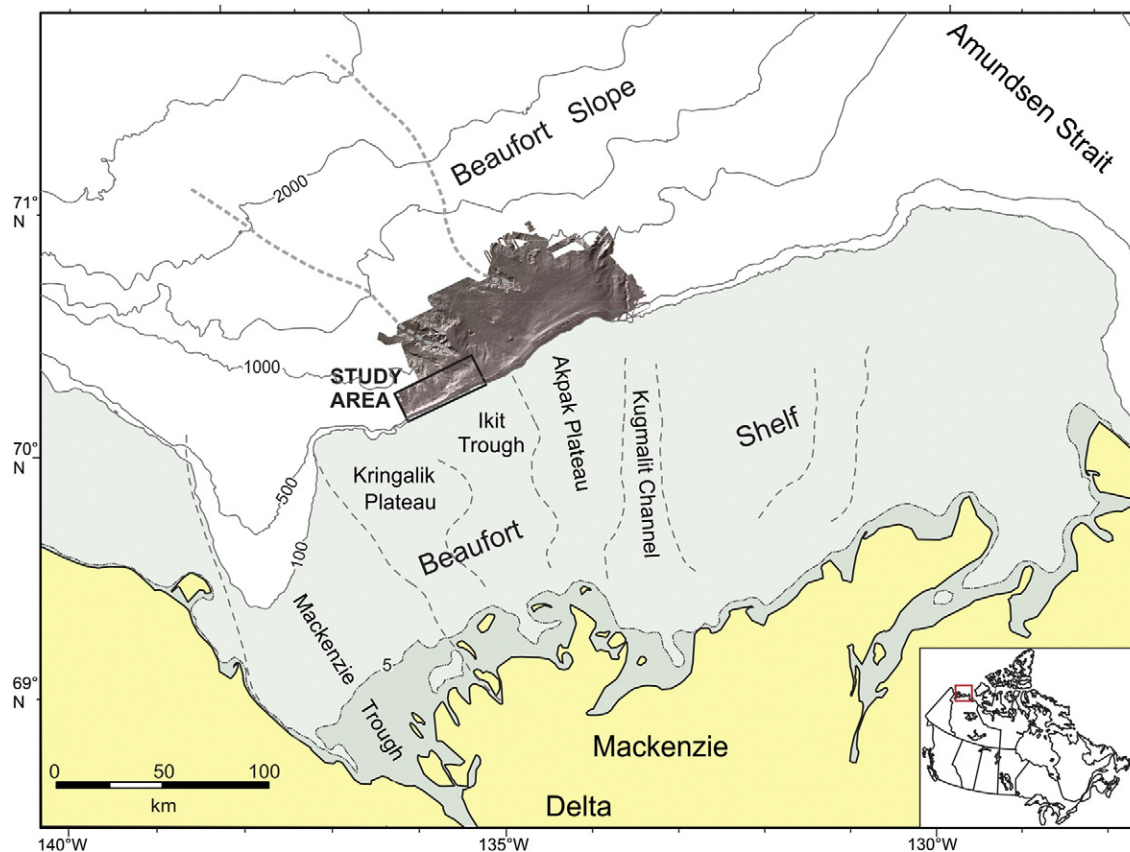 Amundsen
Strait
Beaufort Slope
2000
71°
N
1000
STUDY
AREA
Ikit
Trough
Akpak Plateau
Kugmalit Channel
Shelf
70°
N
500
Kringalik
Plateau
100
Beaufort
Mackenzie
Trough
5
69°
N
Mackenzie
Delta
0 50 100
km
140°W 135°W 130°W